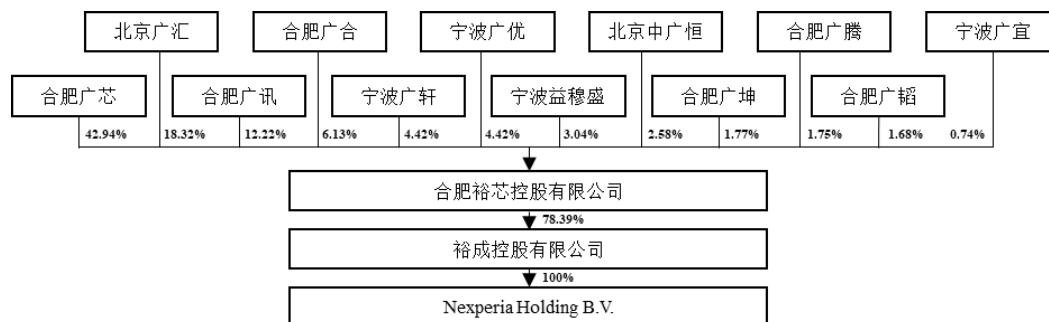 北京广汇
合肥广合
宁波广优
北京中广恒
合肥广腾
宁波广宜
合肥广芯
合肥广讯
宁波广轩
宁波益穆盛
合肥广坤
合肥广韬
42.94%
18.32%
12.22%
6.13%
4.42%
4.42%
3.04%
2.58%
1.77%
1.75%
1.68%
0.74%
合肥裕芯控股有限公司
78.39%
裕成控股有限公司
100%
Nexperia Holding B.V.